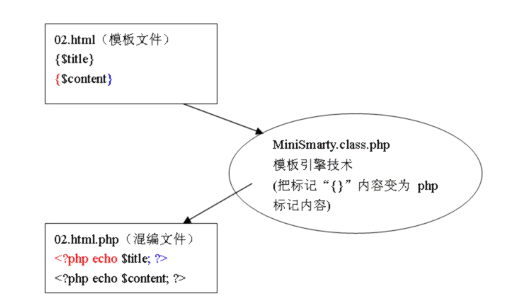 02.html（模板文件）
{$title}
{$content}
MiniSmarty.class.php
模板引擎技术
(把标记“{}”内容变为 php
标记内容)
02.html.php（混编文件）
<?php echo $title; ?>
<?php echo $content; ?>